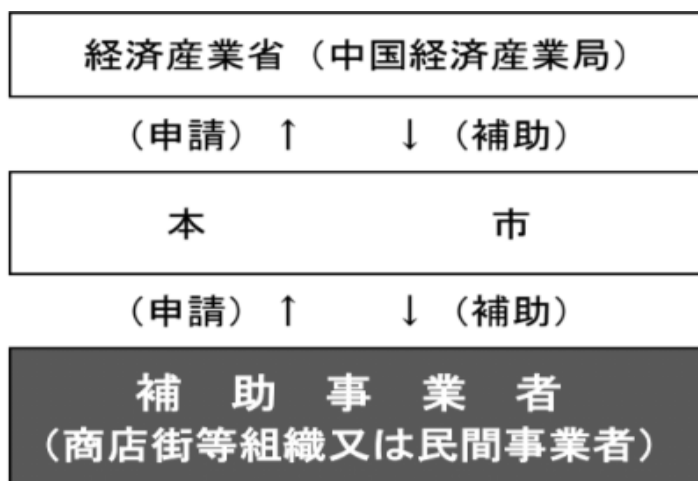 経済産業省（中国経済産業局）
（申請）↑ ↓（補助）
本 市
（申請）↑ ↓（補助）
補 助 事 業 者
（商店街等組織又は民間事業者）